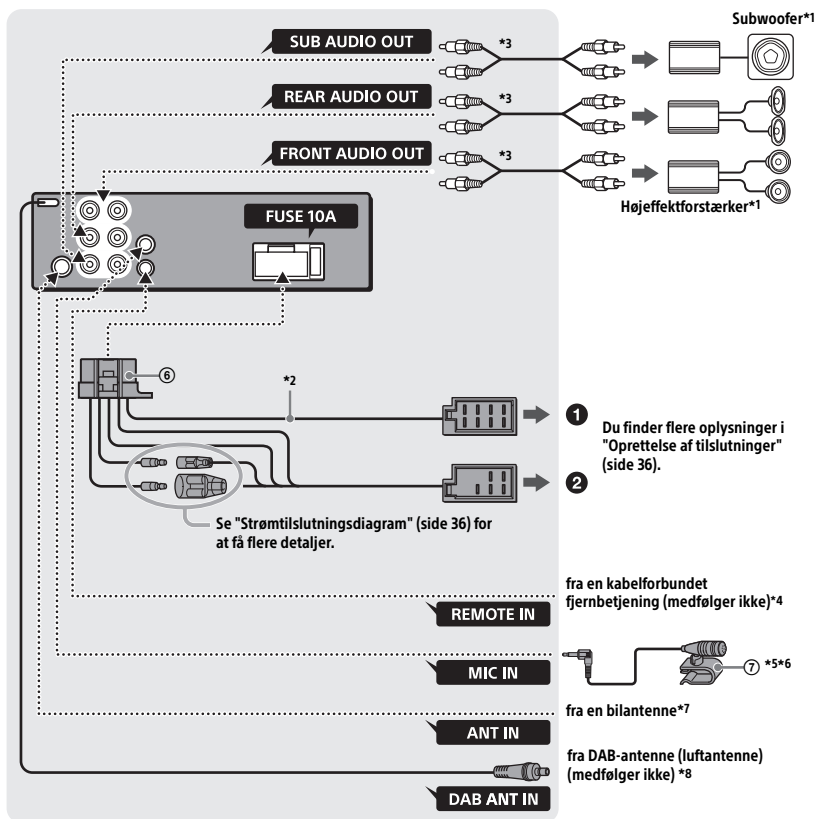 Subwoofer*1
SUB AUDIO OUT
*3
REAR AUDIO OUT
*3
FRONT AUDIO OUT
*3
Højeffektforstærker*1
FUSE 10A
⑥
*2
❶
Du finder flere oplysninger i
"Oprettelse af tilslutninger"
(side 36).
❷
Se "Strømtilslutningsdiagram" (side 36) for
at få flere detaljer.
fra en kabelforbundet
fjernbetjening (medfølger ikke)*4
REMOTE IN
⑦ *5*6
MIC IN
fra en bilantenne*7
ANT IN
fra DAB-antenne (luftantenne)
(medfølger ikke) *8
DAB ANT IN